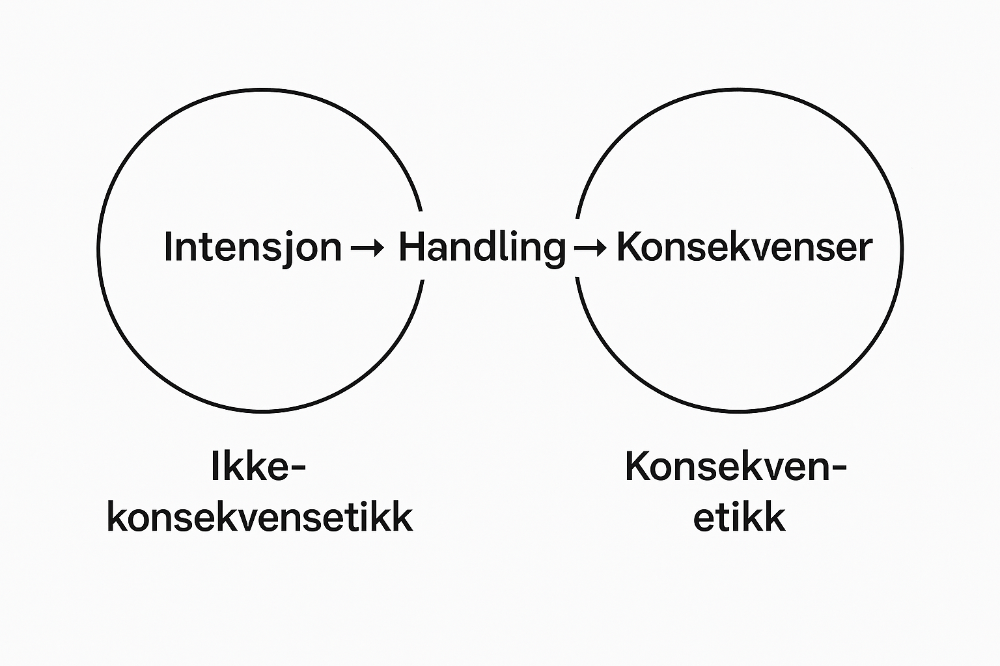 Intensjon → Handling → Konsekvenser
Ikke-
konsekvensetikk
Konsekven-
etikk